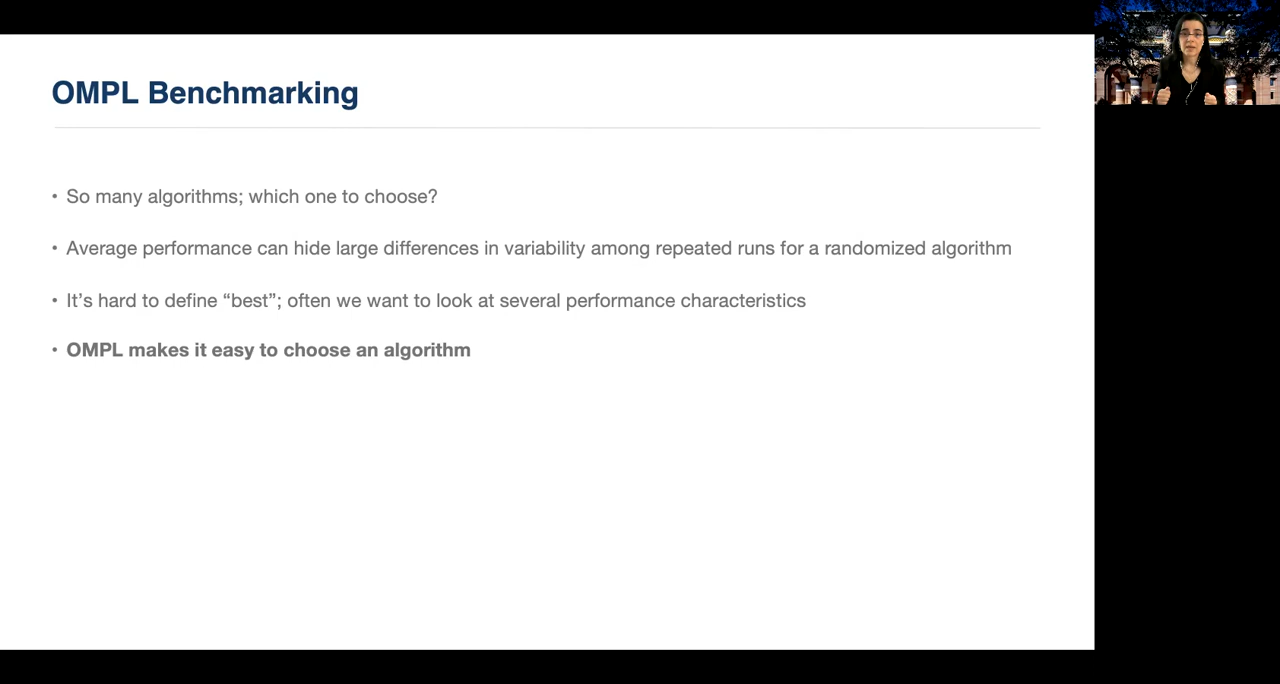 OMPL Benchmarking
• So many algorithms; which one to choose?
• Average performance can hide large differences in variability among repeated runs for a randomized algorithm
• It’s hard to define “best”; often we want to look at several performance characteristics
• OMPL makes it easy to choose an algorithm